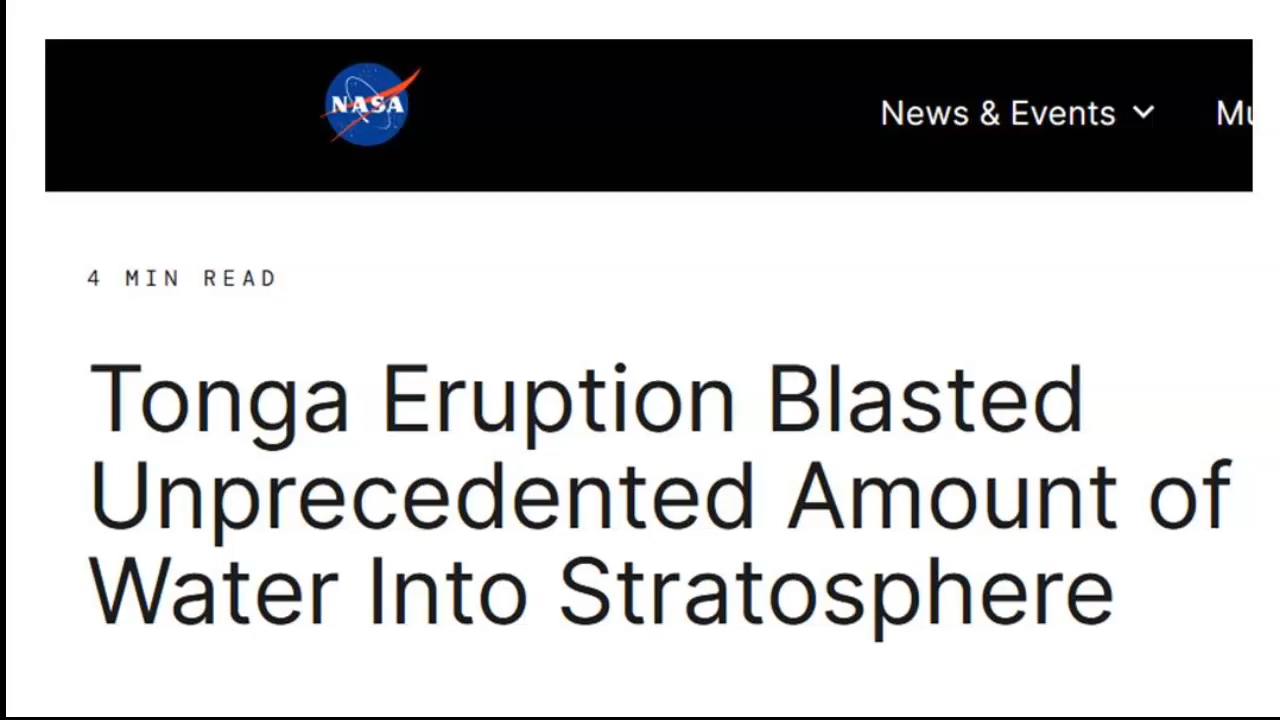 NASA
News & Events
4 MIN READ
Tonga Eruption Blasted
Unprecedented Amount of
Water Into Stratosphere